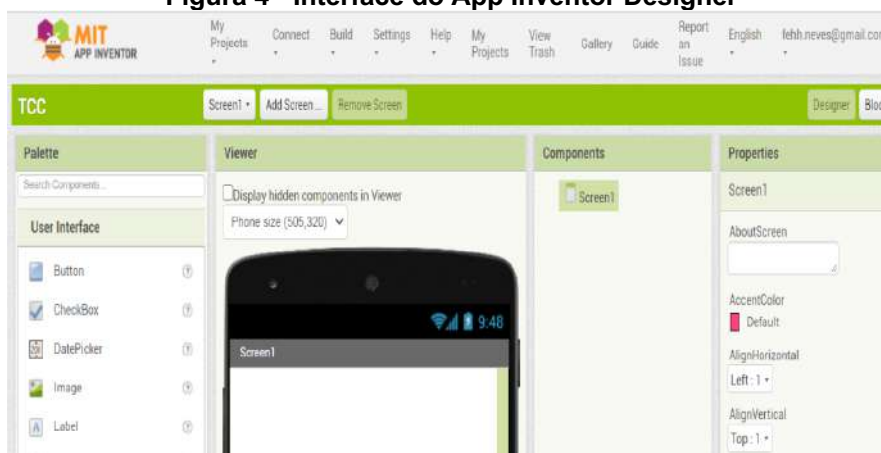 Figura 4 - Interface do App Inventor Designer
MIT
APP INVENTOR
My Projects
Connect
Build
Settings
Help
My Projects
View Trash
Gallery
Guide
Report an Issue
English
fehh.neves@gmail.com
TCC
Screen1
Add Screen ...
Remove Screen
Designer
Bloc
Palette
Search Components...
User Interface
Button
CheckBox
DatePicker
Image
Label
Viewer
Display hidden components in Viewer
Phone size (505,320)
9:48
Screen1
Components
Screen1
Properties
Screen1
AboutScreen
AccentColor
Default
AlignHorizontal
Left : 1
AlignVertical
Top : 1